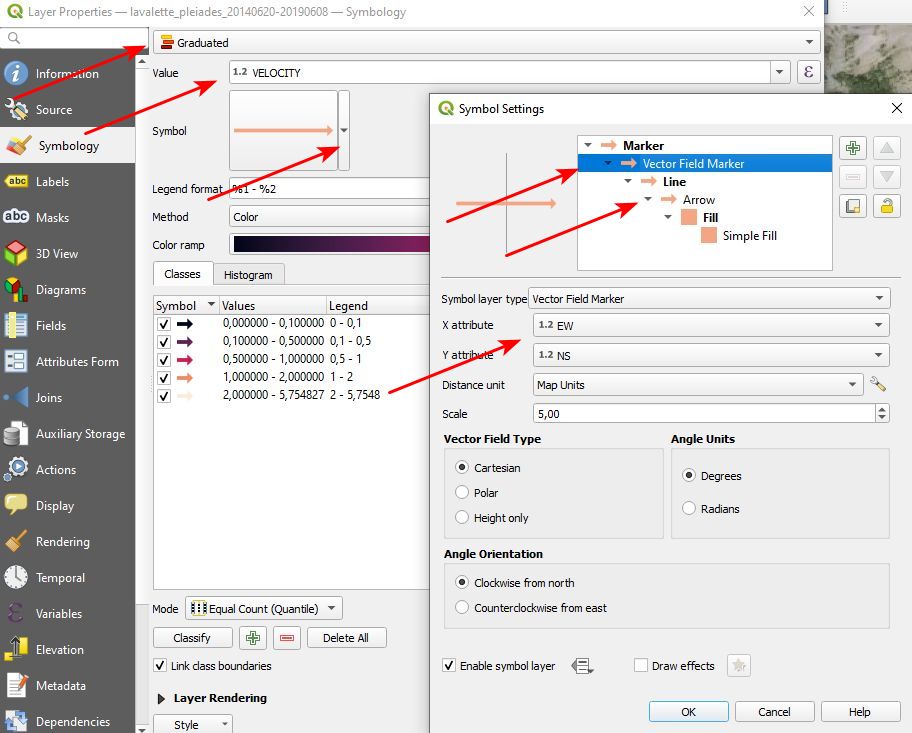 Layer Properties — lavalette_pleiades_20140620-20190608 — Symbology
Graduated
Information
Source
Symbology
Labels
Masks
3D View
Diagrams
Fields
Attributes Form
Joins
Auxiliary Storage
Actions
Display
Rendering
Temporal
Variables
Elevation
Metadata
Dependencies
Value
1.2 VELOCITY
ε
Symbol
Legend format
%1 - %2
Method
Color
Color ramp
Classes
Histogram
Symbol Values Legend
0,000000 - 0,100000 0 - 0,1
0,100000 - 0,500000 0,1 - 0,5
0,500000 - 1,000000 0,5 - 1
1,000000 - 2,000000 1 - 2
2,000000 - 5,754827 2 - 5,7548
Mode
Equal Count (Quantile)
Classify
Delete All
Link class boundaries
Layer Rendering
Style
Symbol Settings
Marker
Vector Field Marker
Line
Arrow
Fill
Simple Fill
Symbol layer type
Vector Field Marker
X attribute
1.2 EW
Y attribute
1.2 NS
Distance unit
Map Units
Scale
5,00
Vector Field Type
Cartesian
Polar
Height only
Angle Units
Degrees
Radians
Angle Orientation
Clockwise from north
Counterclockwise from east
Enable symbol layer
Draw effects
OK
Cancel
Help